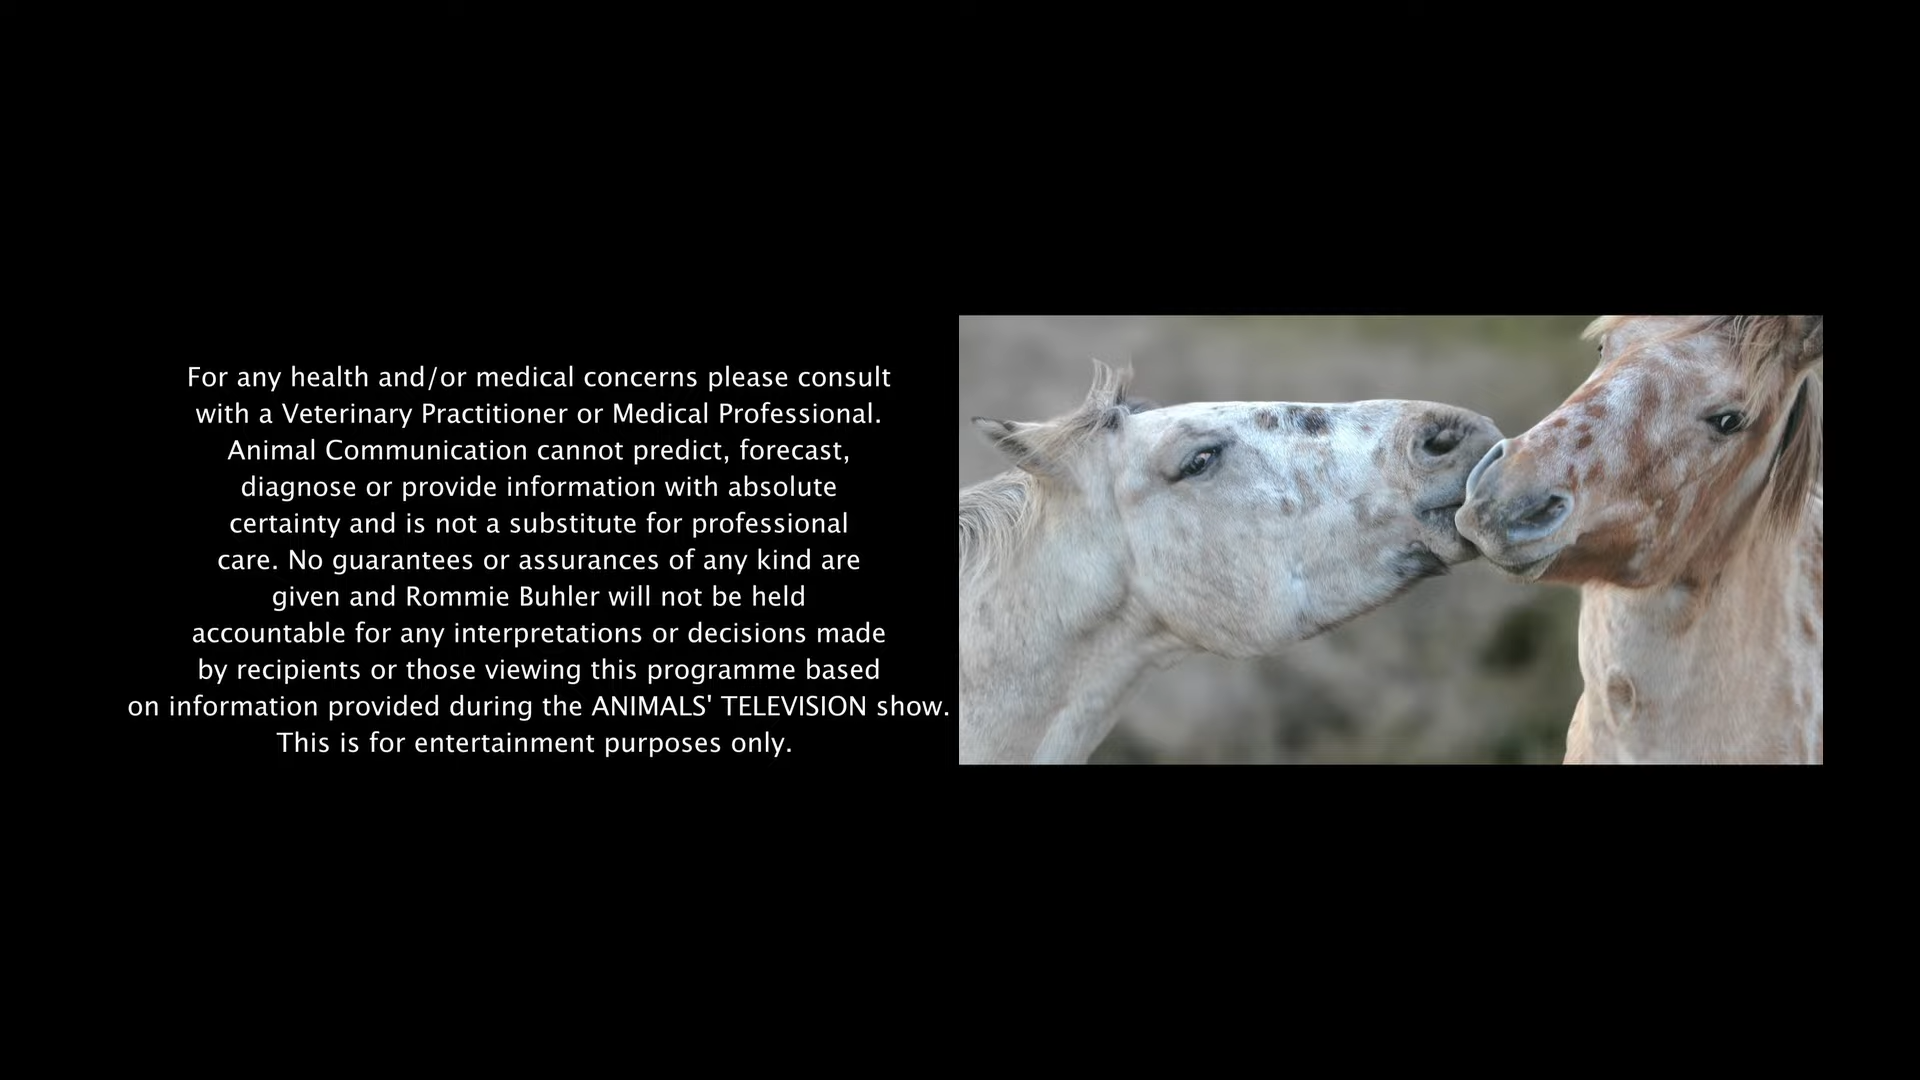 For any health and/or medical concerns please consult
with a Veterinary Practitioner or Medical Professional.
Animal Communication cannot predict, forecast,
diagnose or provide information with absolute
certainty and is not a substitute for professional
care. No guarantees or assurances of any kind are
given and Rommie Buhler will not be held
accountable for any interpretations or decisions made
by recipients or those viewing this programme based
on information provided during the ANIMALS' TELEVISION show.
This is for entertainment purposes only.